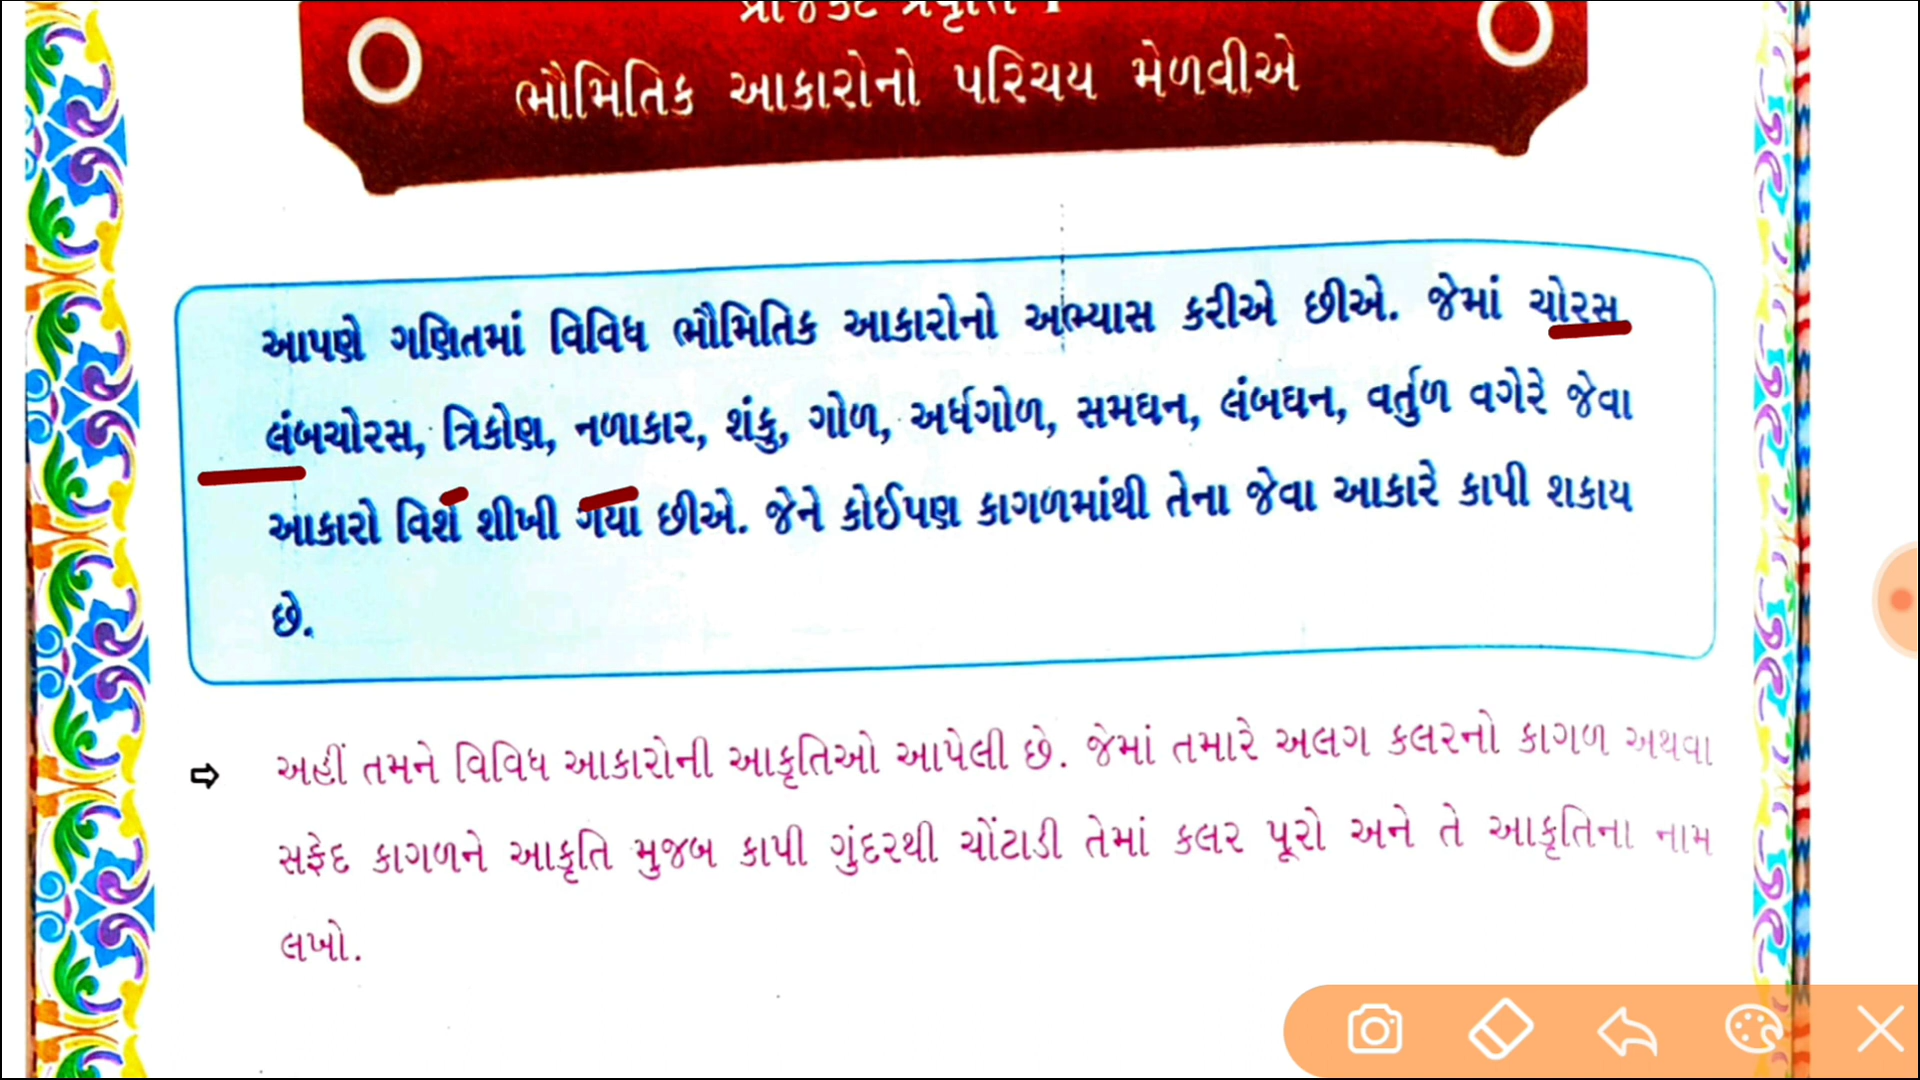 પ્રોજેક્ટ પ્રવૃત્તિ 1
ભૌમિતિક આકારોનો પરિચય મેળવીએ
આપણે ગણિતમાં વિવિધ ભૌમિતિક આકારોનો અભ્યાસ કરીએ છીએ. જેમાં ચોરસ
લંબચોરસ, ત્રિકોણ, નળાકાર, શંકુ, ગોળ, અર્ધગોળ, સમઘન, લંબઘન, વર્તુળ વગેરે જેવા
આકારો વિશે શીખી ગયા છીએ. જેને કોઈપણ કાગળમાંથી તેના જેવા આકારે કાપી શકાય
છે.
⇨ અહીં તમને વિવિધ આકારોની આકૃતિઓ આપેલી છે. જેમાં તમારે અલગ કલરનો કાગળ અથવા
સફેદ કાગળને આકૃતિ મુજબ કાપી ગુંદરથી ચોંટાડી તેમાં કલર પૂરો અને તે આકૃતિના નામ
લખો.